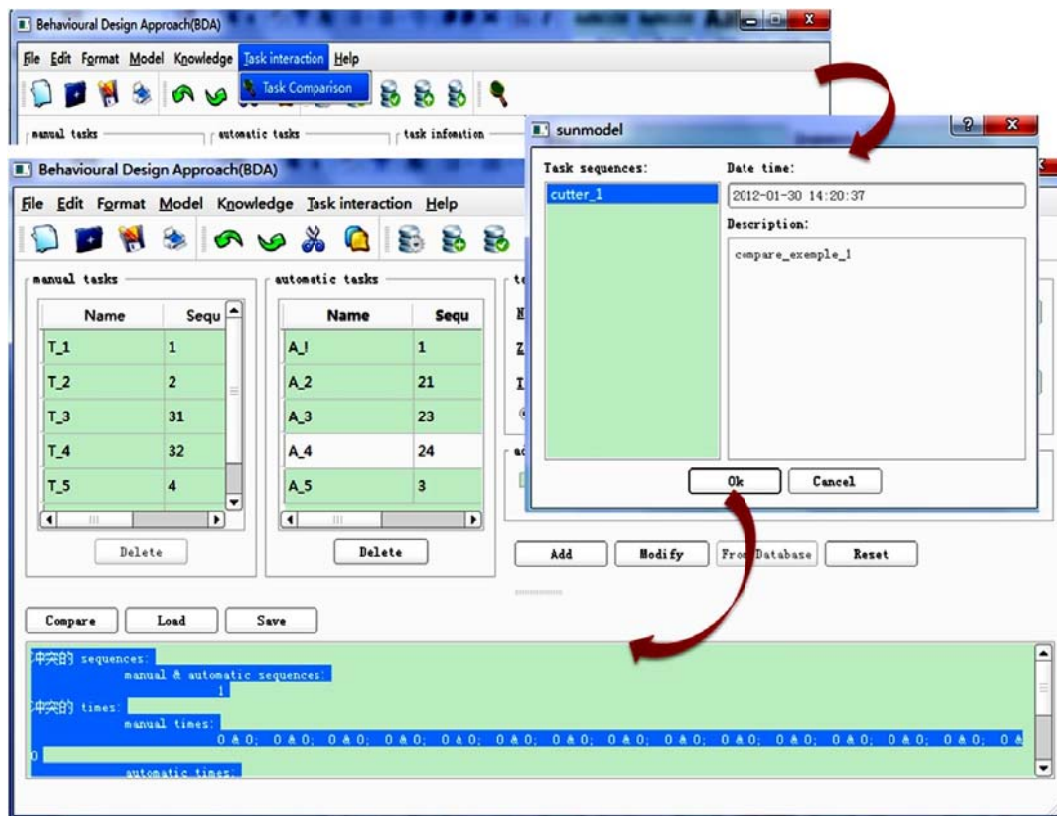 Behavioural Design Approach(BDA)
File Edit Format Model Knowledge Task interaction Help
Task Comparison
manual tasks automatic tasks task infomation
sunmodel
Task sequences: Date time:
cutter_1 2012-01-30 14:20:37
Description:
compare_exemple_1
Ok Cancel
Behavioural Design Approach(BDA)
File Edit Format Model Knowledge Task interaction Help
manual tasks automatic tasks
Name Sequ Name Sequ
T_1 1 A_! 1
T_2 2 A_2 21
T_3 31 A_3 23
T_4 32 A_4 24
T_5 4 A_5 3
Delete Delete
Add Modify From Database Reset
Compare Load Save
冲突的 sequences:
manual & automatic sequences:
1
冲突的 times:
manual times:
0 & 0; 0 & 0; 0 & 0; 0 & 0; 0 & 0; 0 & 0; 0 & 0; 0 & 0; 0 & 0; 0 & 0; 0 & 0; 0 & 0; 0 & 0; 0 & 0; 0 &
0
automatic times: